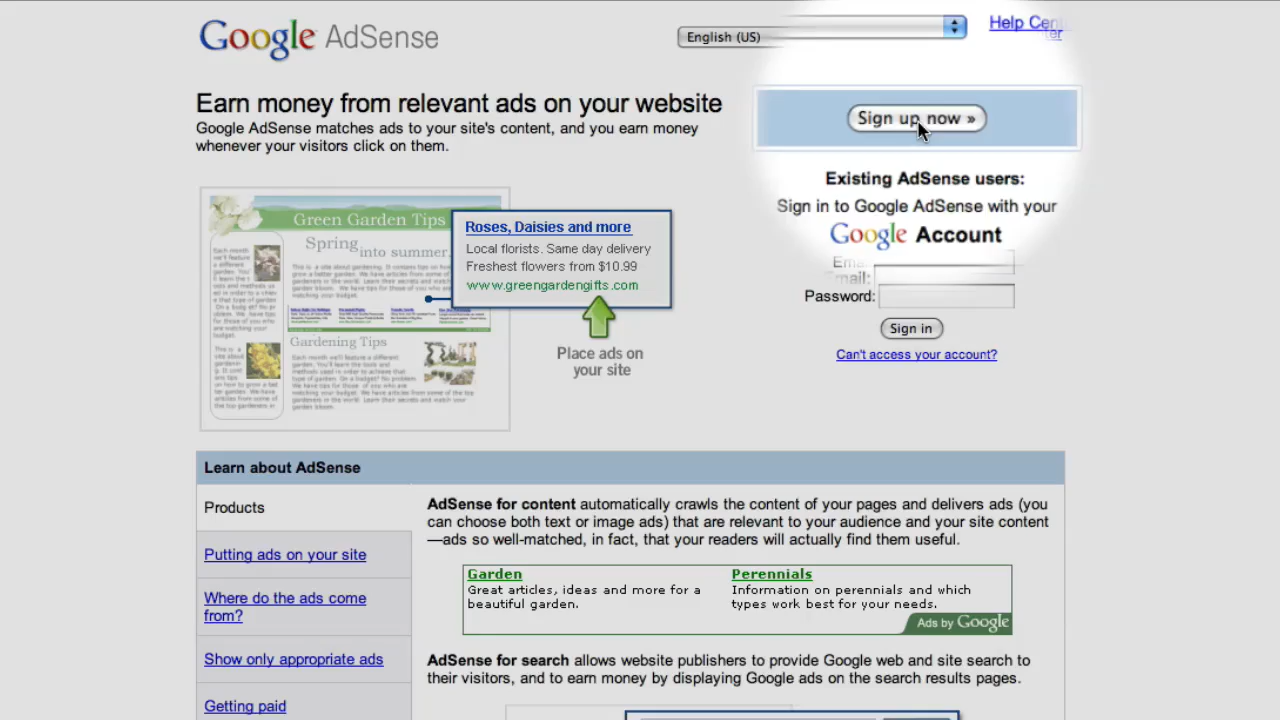 Google AdSense
English (US)
Help Cen
ter
Earn money from relevant ads on your website
Google AdSense matches ads to your site's content, and you earn money
whenever your visitors click on them.
Sign up now »
Existing AdSense users:
Sign in to Google AdSense with your
Google Account
Email:
Password:
Sign in
Can't access your account?
Green Garden Tips
Spring
into summer
Roses, Daisies and more
Local florists. Same day delivery
Freshest flowers from $10.99
www.greengardengifts.com
Gardening Tips
Place ads on
your site
Learn about AdSense
Products
Putting ads on your site
Where do the ads come
from?
Show only appropriate ads
Getting paid
AdSense for content automatically crawls the content of your pages and delivers ads (you
can choose both text or image ads) that are relevant to your audience and your site content
—ads so well-matched, in fact, that your readers will actually find them useful.
Garden
Great articles, ideas and more for a
beautiful garden.
Perennials
Information on perennials and which
types work best for your needs.
Ads by Google
AdSense for search allows website publishers to provide Google web and site search to
their visitors, and to earn money by displaying Google ads on the search results pages.